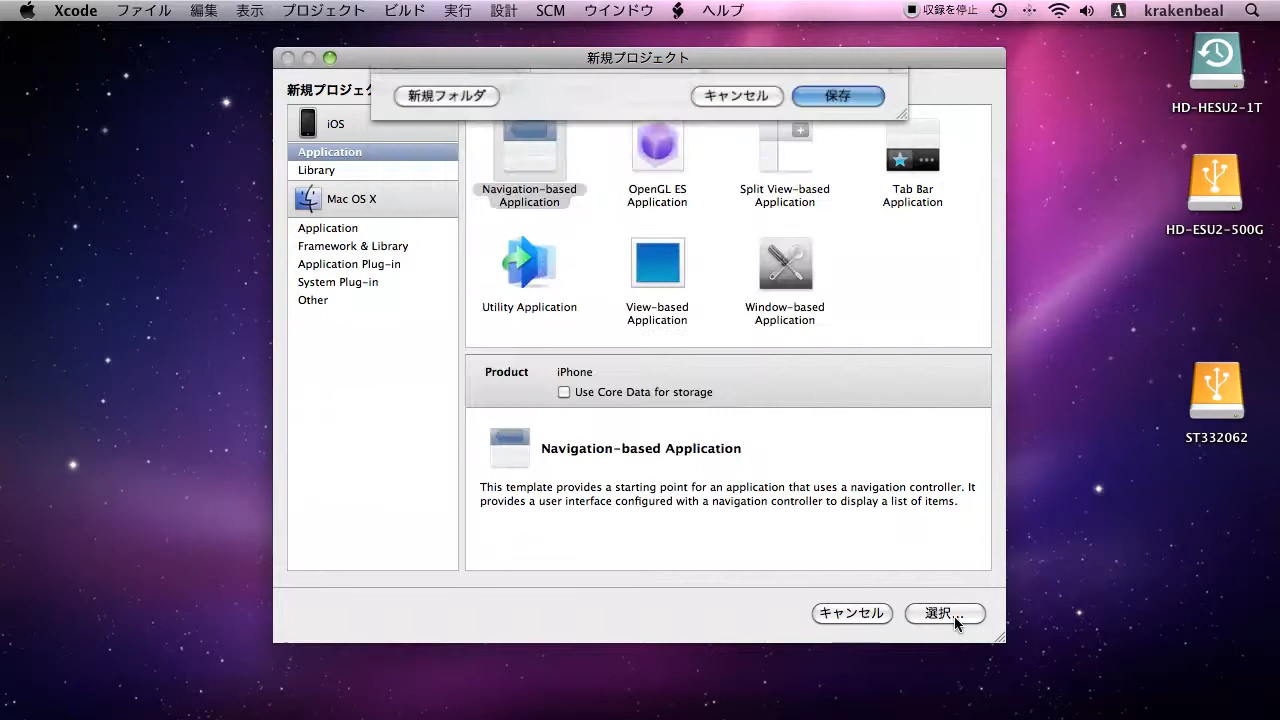 Xcode ファイル 編集 表示 プロジェクト ビルド 実行 設計 SCM ウインドウ ヘルプ 収録を停止 A krakenbeal
新規プロジェクト
新規プロジェク
新規フォルダ キャンセル 保存
iOS
Application
Library
Mac OS X
Application
Framework & Library
Application Plug-in
System Plug-in
Other
Navigation-based
Application
OpenGL ES
Application
Split View-based
Application
Tab Bar
Application
Utility Application
View-based
Application
Window-based
Application
Product iPhone
Use Core Data for storage
Navigation-based Application
This template provides a starting point for an application that uses a navigation controller. It
provides a user interface configured with a navigation controller to display a list of items.
キャンセル 選択...
HD-HESU2-1T
HD-ESU2-500G
ST332062